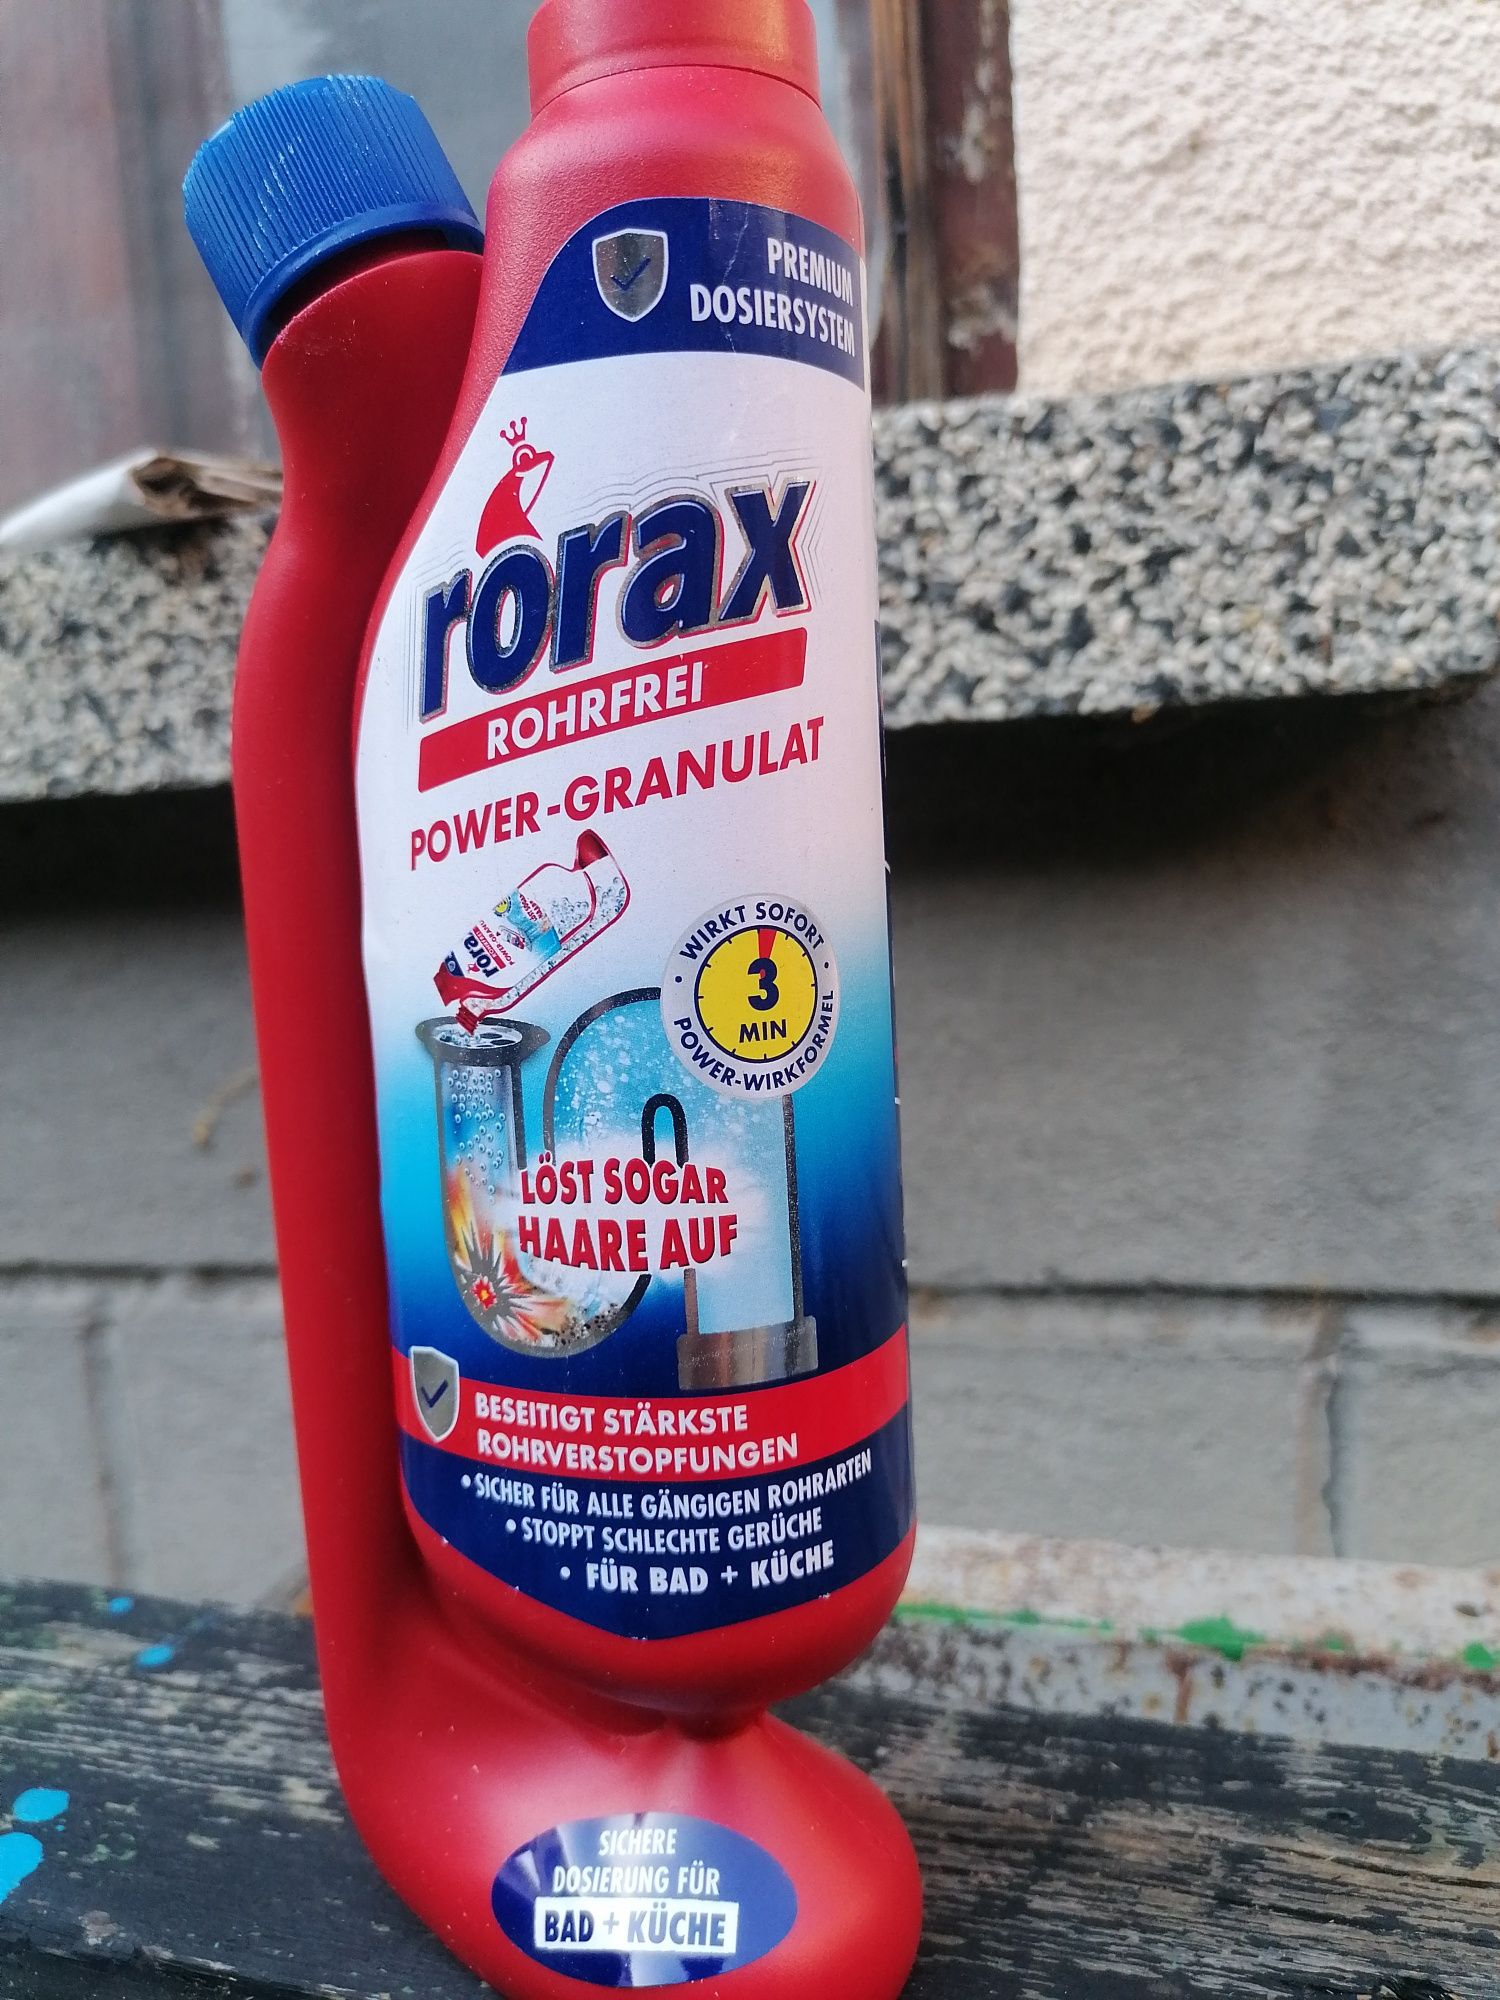 PREMIUM
DOSIERSYSTEM
rorax
ROHRFREI
POWER-GRANULAT
WIRKT SOFORT
3
MIN
POWER-WIRKFORMEL
LÖST SOGAR
HAARE AUF
BESEITIGT STÄRKSTE
ROHRVERSTOPFUNGEN
• SICHER FÜR ALLE GÄNGIGEN ROHRARTEN
• STOPPT SCHLECHTE GERÜCHE
• FÜR BAD + KÜCHE
SICHERE
DOSIERUNG FÜR
BAD + KÜCHE